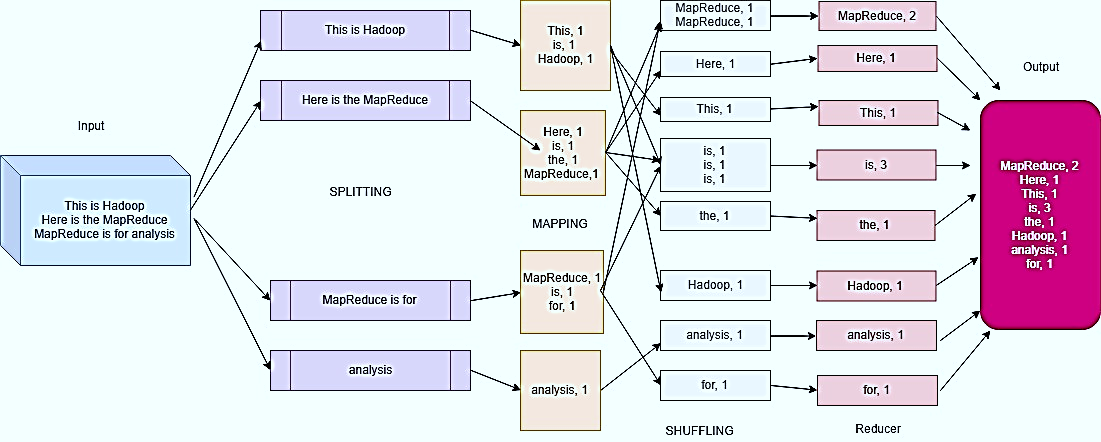 Input
This is Hadoop
Here is the MapReduce
MapReduce is for analysis
This is Hadoop
Here is the MapReduce
SPLITTING
MapReduce is for
analysis
This, 1
is, 1
Hadoop, 1
Here, 1
is, 1
the, 1
MapReduce,1
MAPPING
MapReduce, 1
is, 1
for, 1
analysis, 1
MapReduce, 1
MapReduce, 1
Here, 1
This, 1
is, 1
is, 1
is, 1
the, 1
Hadoop, 1
analysis, 1
for, 1
SHUFFLING
MapReduce, 2
Here, 1
This, 1
is, 3
the, 1
Hadoop, 1
analysis, 1
for, 1
Reducer
Output
MapReduce, 2
Here, 1
This, 1
is, 3
the, 1
Hadoop, 1
analysis, 1
for, 1